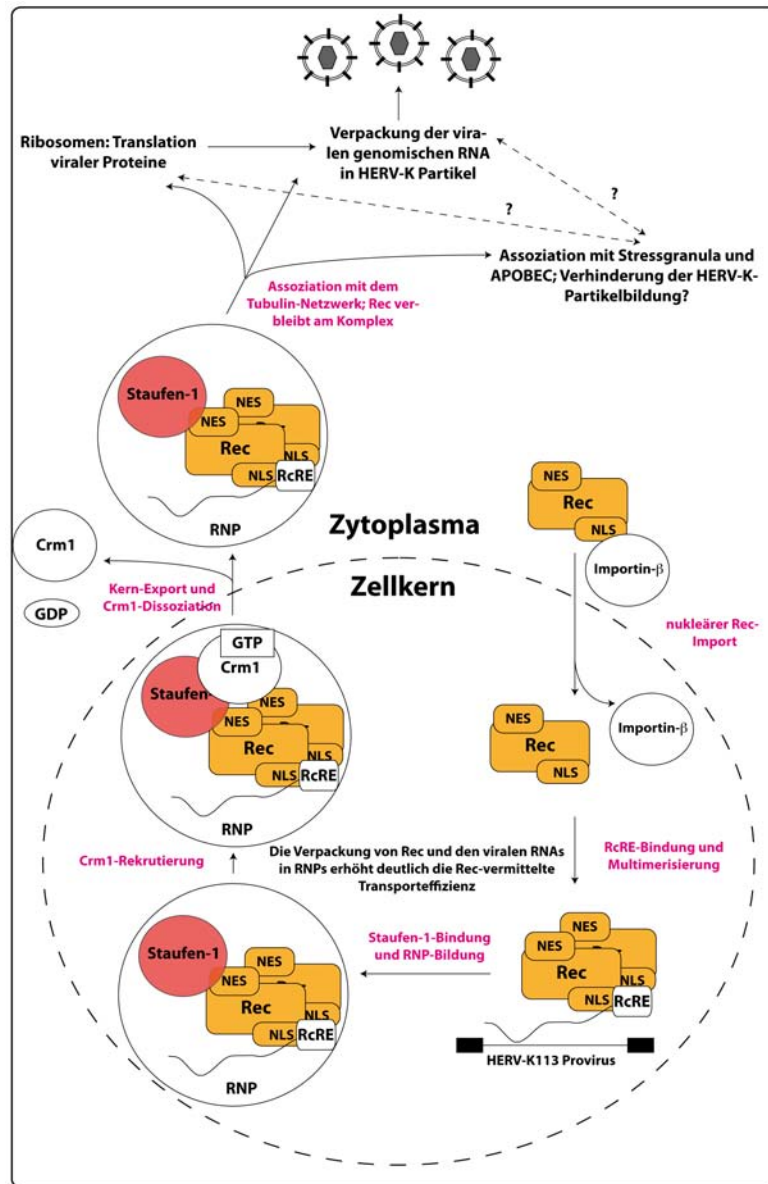 Ribosomen: Translation
viraler Proteine
Verpackung der vira-
len genomischen RNA
in HERV-K Partikel
?
?
Assoziation mit Stressgranula und
APOBEC; Verhinderung der HERV-K-
Partikelbildung?
Assoziation mit dem
Tubulin-Netzwerk; Rec ver-
bleibt am Komplex
Staufen-1
NES
NES
Rec
NLS
NLS
RcRE
RNP
Zytoplasma
NES
Rec
NLS
Importin-β
Crm1
GDP
Kern-Export und
Crm1-Dissoziation
Zellkern
nukleärer Rec-
Import
GTP
Crm1
Staufen-
NES
NES
Rec
NLS
NLS
RcRE
RNP
NES
Rec
NLS
Importin-β
Crm1-Rekrutierung
Die Verpackung von Rec und den viralen RNAs
in RNPs erhöht deutlich die Rec-vermittelte
Transporteffizienz
RcRE-Bindung und
Multimerisierung
Staufen-1
NES
NES
Rec
NLS
NLS
RcRE
RNP
Staufen-1-Bindung
und RNP-Bildung
NES
NES
Rec
NLS
NLS
RcRE
HERV-K113 Provirus